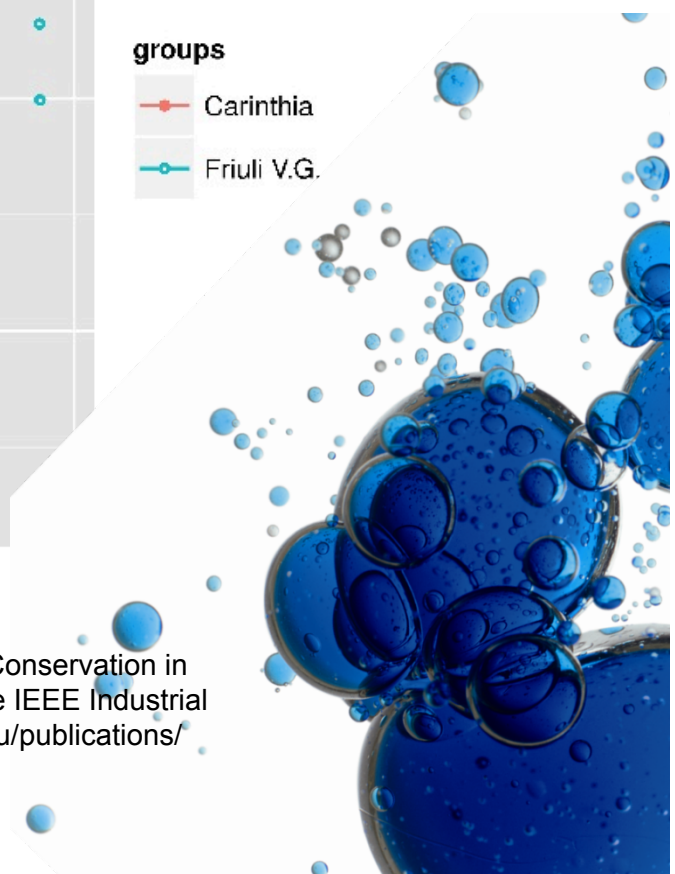 groups
Carinthia
Friuli V.G.
Conservation in
e IEEE Industrial
u/publications/